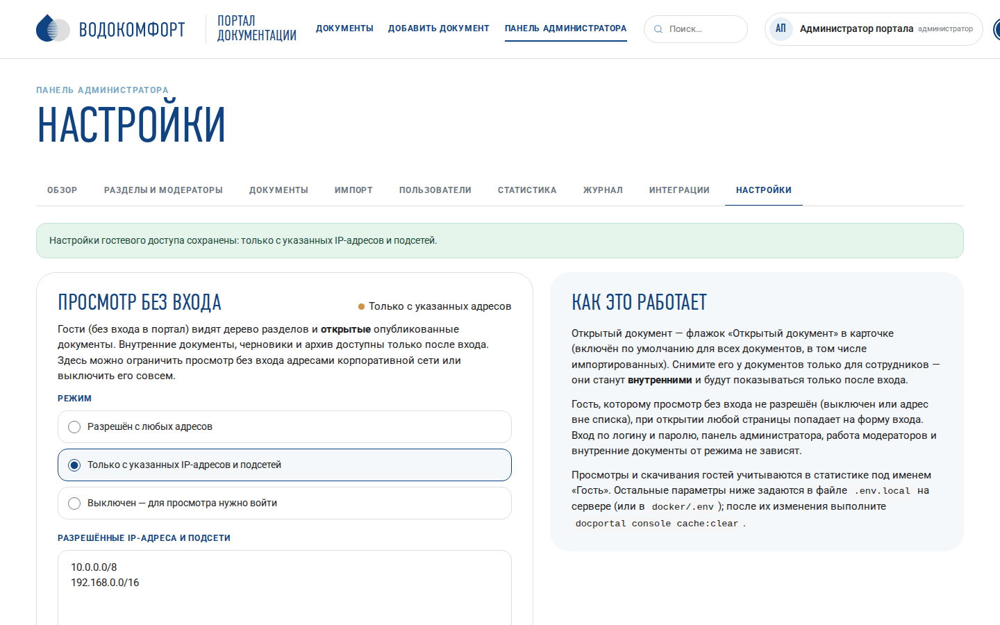 ВОДОКОМФОРТ
ПОРТАЛ
ДОКУМЕНТАЦИИ
ДОКУМЕНТЫ
ДОБАВИТЬ ДОКУМЕНТ
ПАНЕЛЬ АДМИНИСТРАТОРА
Поиск...
АП
Администратор портала администратор
ПАНЕЛЬ АДМИНИСТРАТОРА
НАСТРОЙКИ
ОБЗОР
РАЗДЕЛЫ И МОДЕРАТОРЫ
ДОКУМЕНТЫ
ИМПОРТ
ПОЛЬЗОВАТЕЛИ
СТАТИСТИКА
ЖУРНАЛ
ИНТЕГРАЦИИ
НАСТРОЙКИ
Настройки гостевого доступа сохранены: только с указанных IP-адресов и подсетей.
ПРОСМОТР БЕЗ ВХОДА
Только с указанных адресов
Гости (без входа в портал) видят дерево разделов и открытые опубликованные
документы. Внутренние документы, черновики и архив доступны только после входа.
Здесь можно ограничить просмотр без входа адресами корпоративной сети или
выключить его совсем.
РЕЖИМ
Разрешён с любых адресов
Только с указанных IP-адресов и подсетей
Выключен — для просмотра нужно войти
РАЗРЕШЁННЫЕ IP-АДРЕСА И ПОДСЕТИ
10.0.0.0/8
192.168.0.0/16
КАК ЭТО РАБОТАЕТ
Открытый документ — флажок «Открытый документ» в карточке
(включён по умолчанию для всех документов, в том числе
импортированных). Снимите его у документов только для сотрудников —
они станут внутренними и будут показываться только после входа.
Гость, которому просмотр без входа не разрешён (выключен или адрес
вне списка), при открытии любой страницы попадает на форму входа.
Вход по логину и паролю, панель администратора, работа модераторов и
внутренние документы от режима не зависят.
Просмотры и скачивания гостей учитываются в статистике под именем
«Гость». Остальные параметры ниже задаются в файле .env.local на
сервере (или в docker/.env ); после их изменения выполните
docportal console cache:clear .